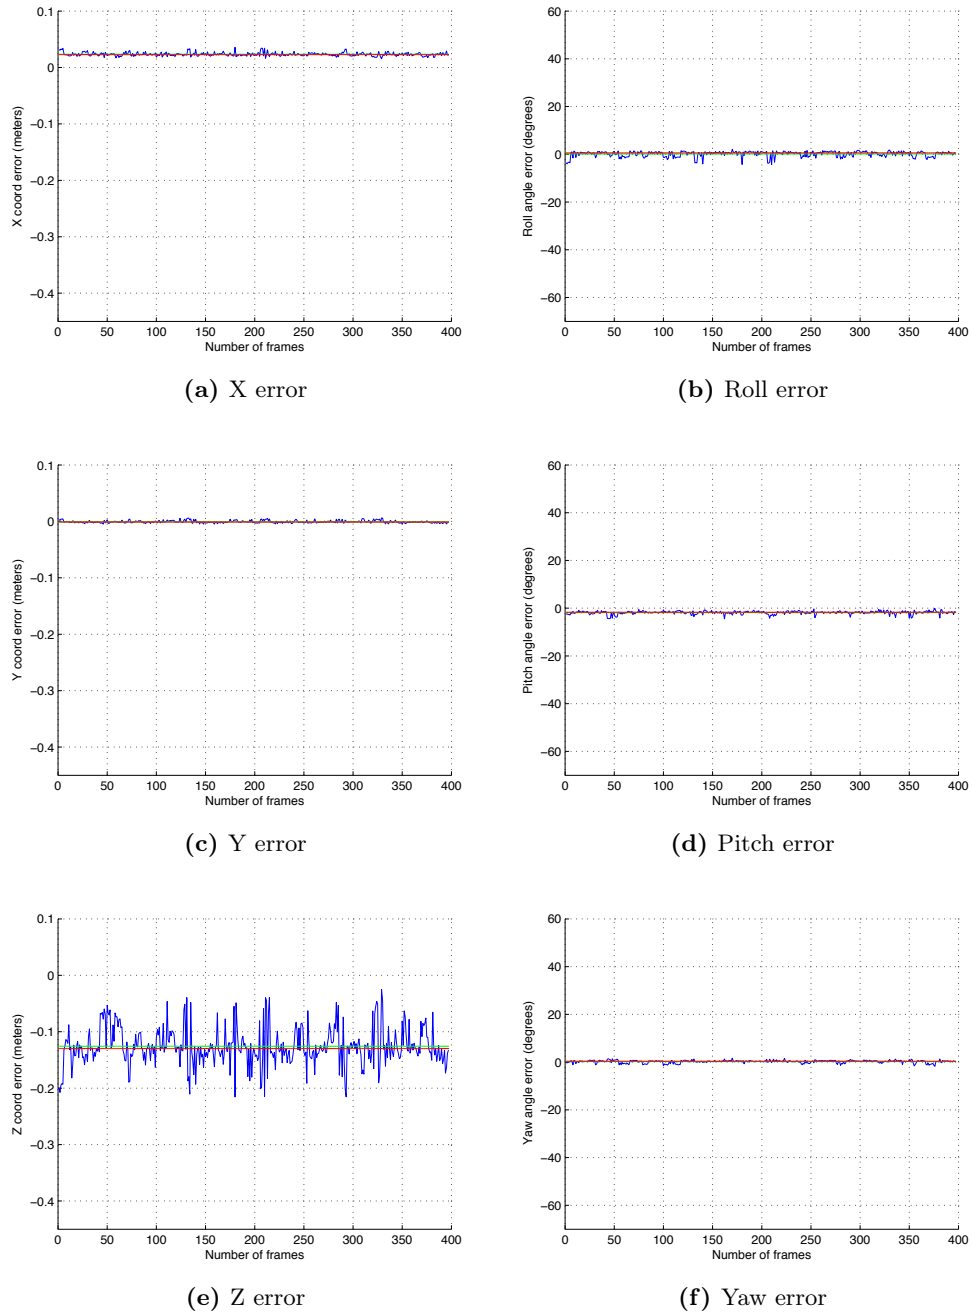 0.1
0
−0.1
−0.2
−0.3
−0.4
X coord error (meters)
0 50 100 150 200 250 300 350 400
Number of frames
(a) X error
60
40
20
0
−20
−40
−60
Roll angle error (degrees)
0 50 100 150 200 250 300 350 400
Number of frames
(b) Roll error
0.1
0
−0.1
−0.2
−0.3
−0.4
Y coord error (meters)
0 50 100 150 200 250 300 350 400
Number of frames
(c) Y error
60
40
20
0
−20
−40
−60
Pitch angle error (degrees)
0 50 100 150 200 250 300 350 400
Number of frames
(d) Pitch error
0.1
0
−0.1
−0.2
−0.3
−0.4
Z coord error (meters)
0 50 100 150 200 250 300 350 400
Number of frames
(e) Z error
60
40
20
0
−20
−40
−60
Yaw angle error (degrees)
0 50 100 150 200 250 300 350 400
Number of frames
(f) Yaw error